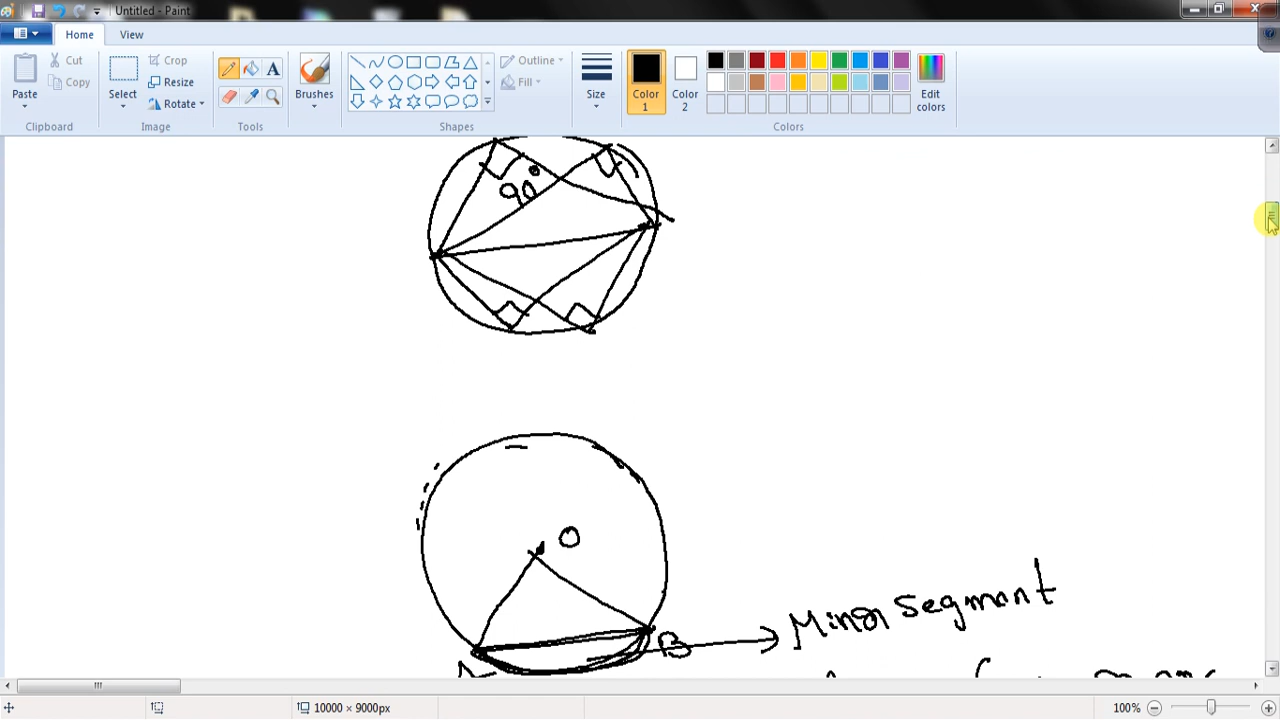 Untitled - Paint
Home
View
Paste
Cut
Copy
Clipboard
Select
Crop
Resize
Rotate
Image
A
Tools
Brushes
Shapes
Outline
Fill
Size
Color 1
Color 2
Edit colors
Colors
90°
O
Minor segment
B
10000 × 9000px
100%